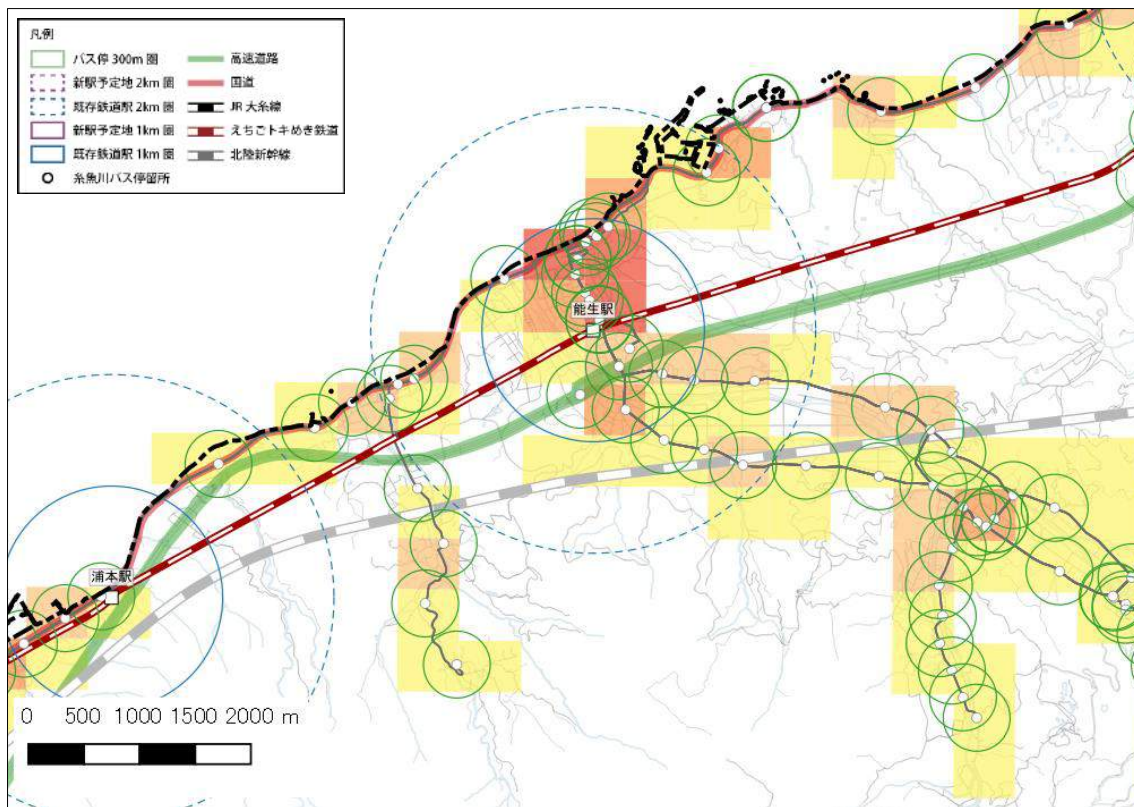 凡例
バス停 300m 圏
新駅予定地 2km 圏
既存鉄道駅 2km 圏
新駅予定地 1km 圏
既存鉄道駅 1km 圏
糸魚川バス停留所
高速道路
国道
JR 大糸線
えちごトキめき鉄道
北陸新幹線
能生駅
浦本駅
0 500 1000 1500 2000 m